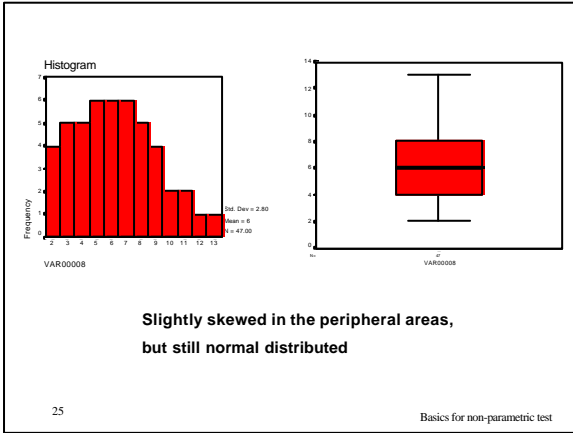 Histogram
7
6
5
4
3
2
1
0
Frequency
2 3 4 5 6 7 8 9 10 11 12 13
Std. Dev = 2.80
Mean = 6
N = 47.00
VAR00008
14
12
10
8
6
4
2
0
N= 47
VAR00008
Slightly skewed in the peripheral areas,
but still normal distributed
25
Basics for non-parametric test